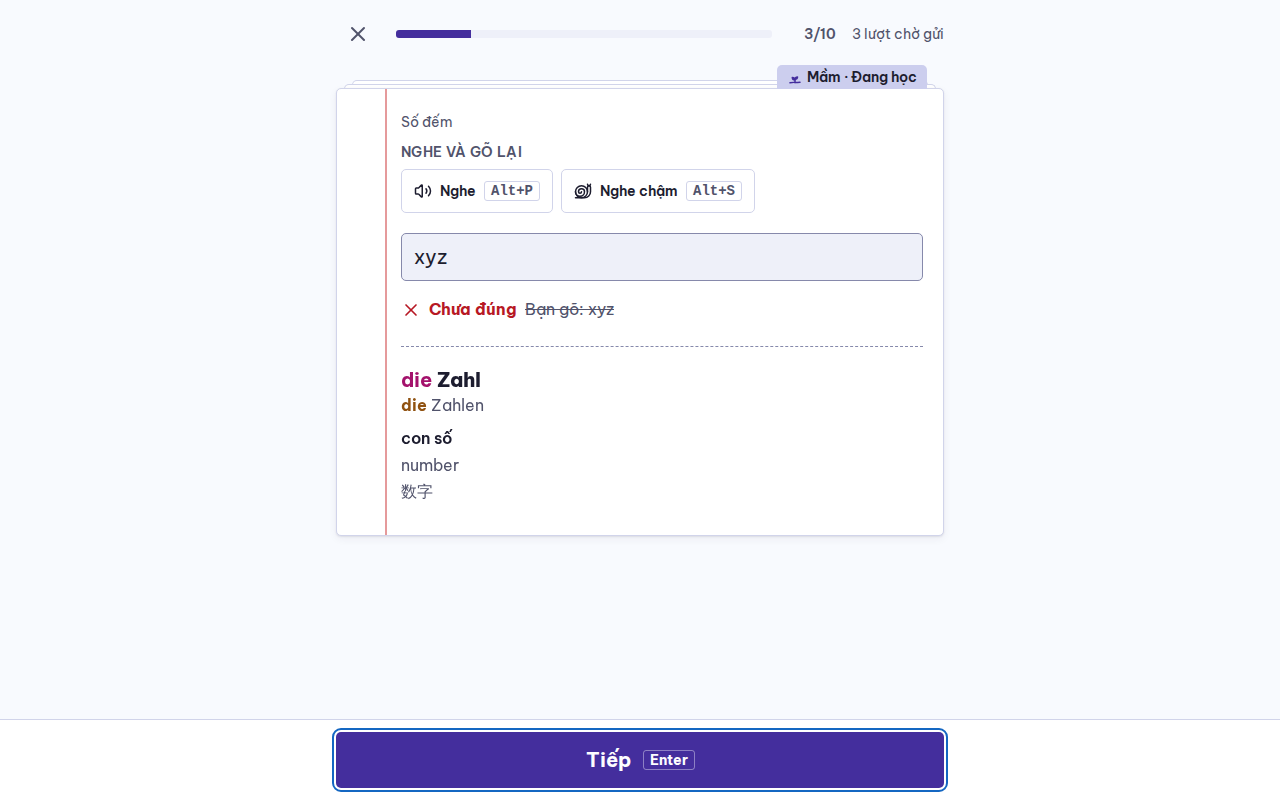 3/10 3 lượt chờ gửi
Mầm · Đang học
Số đếm
NGHE VÀ GÕ LẠI
Nghe Alt+P Nghe chậm Alt+S
xyz
Chưa đúng Bạn gõ: xyz
die Zahl
die Zahlen
con số
number
数字
Tiếp Enter